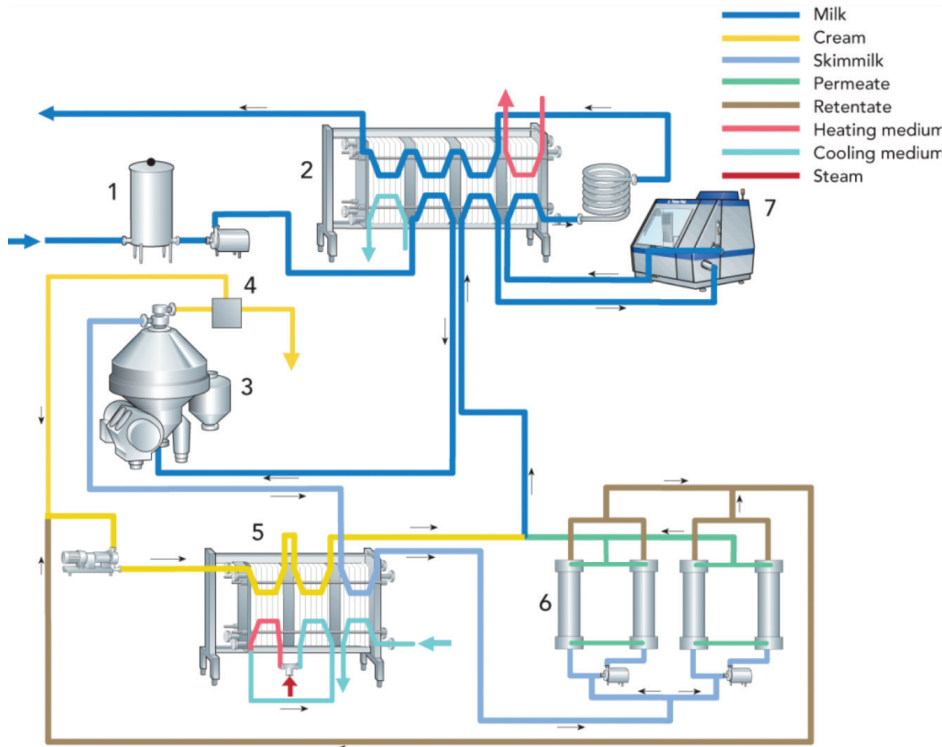 Milk
Cream
Skimmilk
Permeate
Retentate
Heating medium
Cooling medium
Steam
1
2
7
4
3
5
6